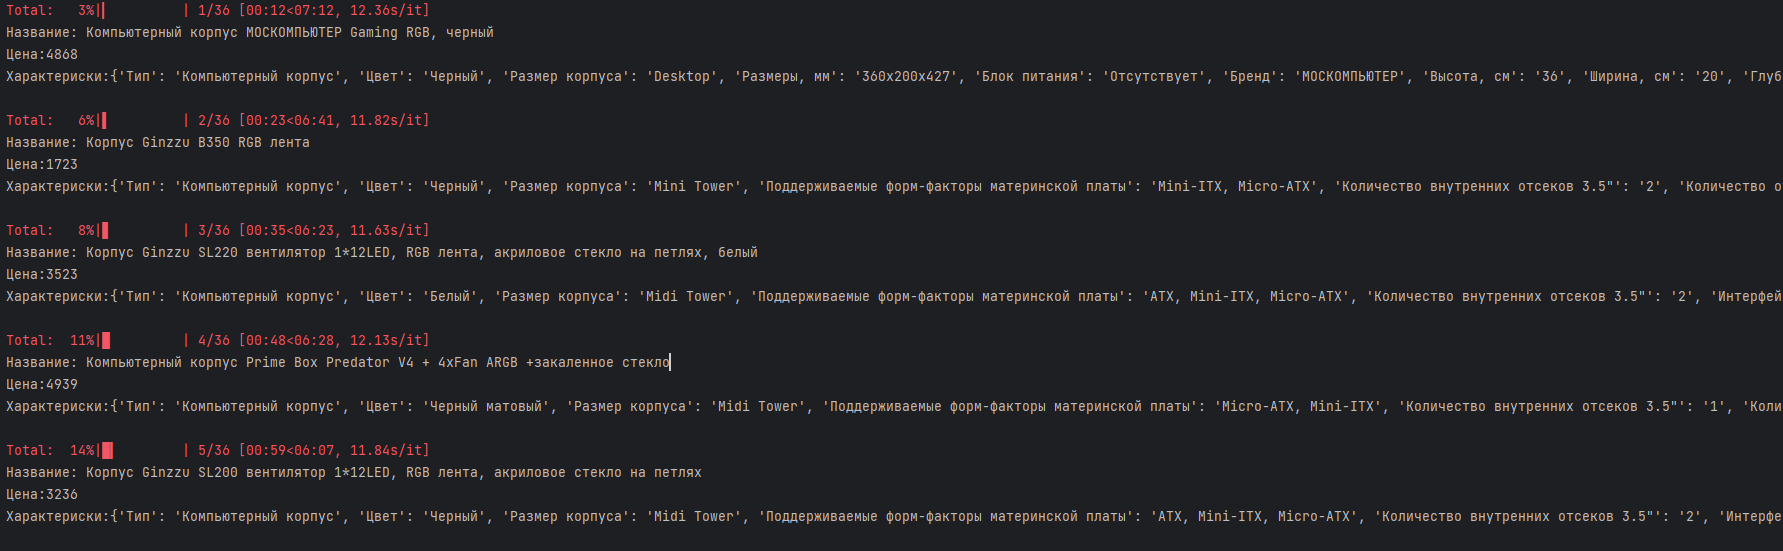 Total:   3%|▎         | 1/36 [00:12<07:12, 12.36s/it]
Название: Компьютерный корпус МОСКОМПЬЮТЕР Gaming RGB, черный
Цена:4868
Характериски:{'Тип': 'Компьютерный корпус', 'Цвет': 'Черный', 'Размер корпуса': 'Desktop', 'Размеры, мм': '360x200x427', 'Блок питания': 'Отсутствует', 'Бренд': 'МОСКОМПЬЮТЕР', 'Высота, см': '36', 'Ширина, см': '20', 'Глуб
Total:   6%|▌         | 2/36 [00:23<06:41, 11.82s/it]
Название: Корпус Ginzzu B350 RGB лента
Цена:1723
Характериски:{'Тип': 'Компьютерный корпус', 'Цвет': 'Черный', 'Размер корпуса': 'Mini Tower', 'Поддерживаемые форм-факторы материнской платы': 'Mini-ITX, Micro-ATX', 'Количество внутренних отсеков 3.5"': '2', 'Количество о
Total:   8%|▊         | 3/36 [00:35<06:23, 11.63s/it]
Название: Корпус Ginzzu SL220 вентилятор 1*12LED, RGB лента, акриловое стекло на петлях, белый
Цена:3523
Характериски:{'Тип': 'Компьютерный корпус', 'Цвет': 'Белый', 'Размер корпуса': 'Midi Tower', 'Поддерживаемые форм-факторы материнской платы': 'ATX, Mini-ITX, Micro-ATX', 'Количество внутренних отсеков 3.5"': '2', 'Интерфей
Total:  11%|█         | 4/36 [00:48<06:28, 12.13s/it]
Название: Компьютерный корпус Prime Box Predator V4 + 4xFan ARGB +закаленное стекло
Цена:4939
Характериски:{'Тип': 'Компьютерный корпус', 'Цвет': 'Черный матовый', 'Размер корпуса': 'Midi Tower', 'Поддерживаемые форм-факторы материнской платы': 'Micro-ATX, Mini-ITX', 'Количество внутренних отсеков 3.5"': '1', 'Коли
Total:  14%|█▍        | 5/36 [00:59<06:07, 11.84s/it]
Название: Корпус Ginzzu SL200 вентилятор 1*12LED, RGB лента, акриловое стекло на петлях
Цена:3236
Характериски:{'Тип': 'Компьютерный корпус', 'Цвет': 'Черный', 'Размер корпуса': 'Midi Tower', 'Поддерживаемые форм-факторы материнской платы': 'ATX, Mini-ITX, Micro-ATX', 'Количество внутренних отсеков 3.5"': '2', 'Интерфе